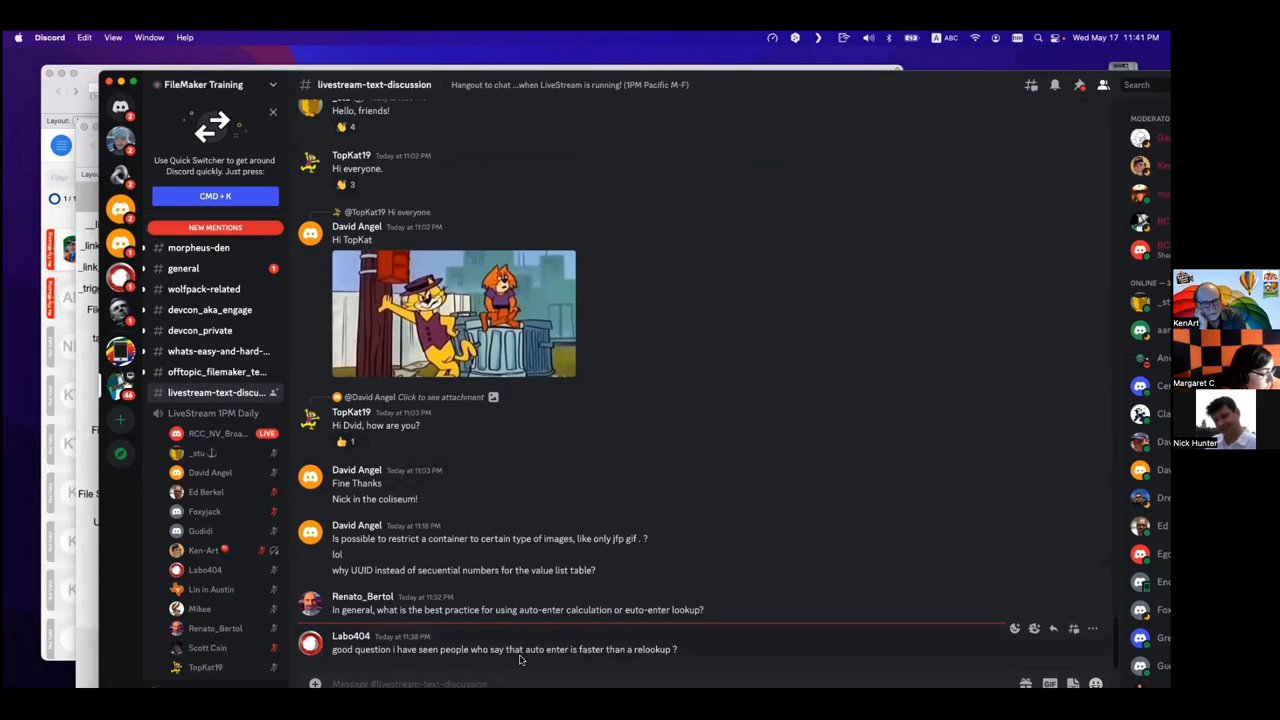 Discord Edit View Window Help
ABC
Wed May 17 11:41 PM
FileMaker Training
livestream-text-discussion
Hangout to chat ...when LiveStream is running! (1PM Pacific M-F)
Search
Layout:
Filter
1 / 1
Use Quick Switcher to get around
Discord quickly. Just press:
CMD + K
NEW MENTIONS
morpheus-den
general 1
wolfpack-related
devcon_aka_engage
devcon_private
whats-easy-and-hard-...
offtopic_filemaker_te...
livestream-text-discu...
LiveStream 1PM Daily
RCC_NV_Broa... LIVE
_stu
David Angel
Ed Berkel
Foxyjack
Gudidi
Ken-Art
Labo404
Lin in Austin
Mikee
Renato_Bertol
Scott Cain
TopKat19
Hello, friends!
4
TopKat19 Today at 11:02 PM
Hi everyone.
3
@TopKat19 Hi everyone.
David Angel Today at 11:02 PM
Hi TopKat
@David Angel Click to see attachment
TopKat19 Today at 11:03 PM
Hi Dvid, how are you?
1
David Angel Today at 11:03 PM
Fine Thanks
Nick in the coliseum!
David Angel Today at 11:18 PM
Is possible to restrict a container to certain type of images, like only jfp gif . ?
lol
why UUID instead of secuential numbers for the value list table?
Renato_Bertol Today at 11:32 PM
In general, what is the best practice for using auto-enter calculation or euto-enter lookup?
Labo404 Today at 11:38 PM
good question i have seen people who say that auto enter is faster than a relookup ?
Message #livestream-text-discussion
GIF
MODERATOR
ONLINE — 3
KenArt
Margaret C
Nick Hunter